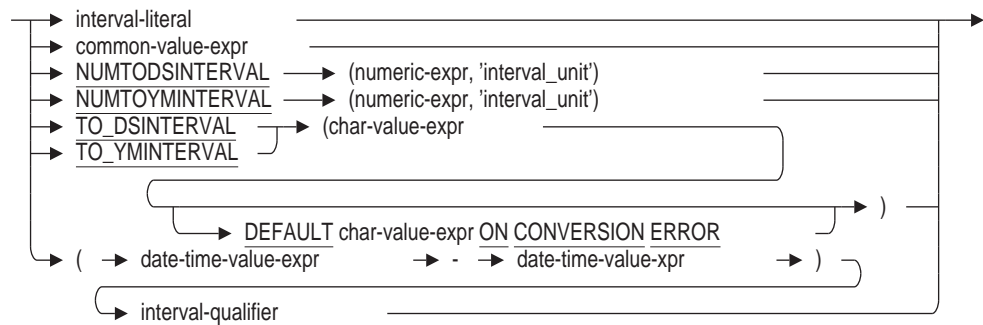 interval-literal
common-value-expr
NUMTODSINTERVAL (numeric-expr, 'interval_unit')
NUMTOYMINTERVAL (numeric-expr, 'interval_unit')
TO_DSINTERVAL (char-value-expr
TO_YMINTERVAL
)
DEFAULT char-value-expr ON CONVERSION ERROR
( date-time-value-expr - date-time-value-xpr )
interval-qualifier